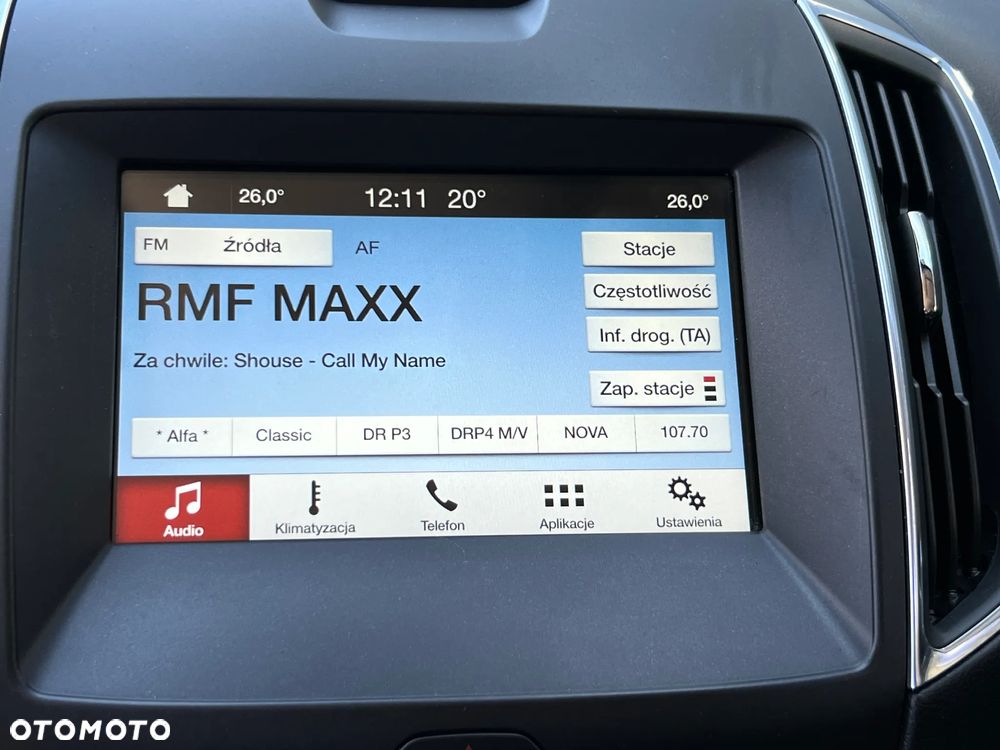 26,0° 12:11 20° 26,0°
FM Źródła AF Stacje
RMF MAXX
Częstotliwość
Inf. drog. (TA)
Za chwile: Shouse - Call My Name
Zap. stacje
* Alfa * Classic DR P3 DRP4 M/V NOVA 107.70
Audio Klimatyzacja Telefon Aplikacje Ustawienia
OTOMOTO